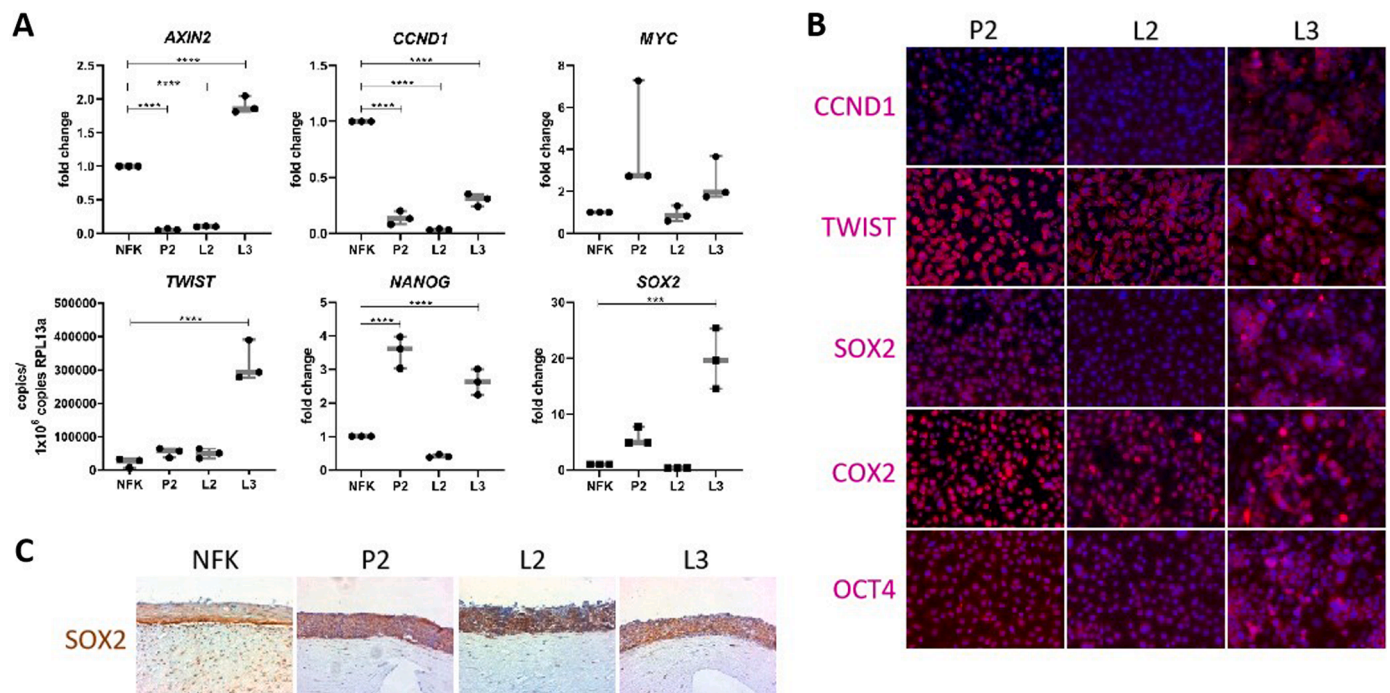 A
AXIN2
fold change
2.5
2.0
1.5
1.0
0.5
0.0
****
****
****
NFK P2 L2 L3
CCND1
fold change
1.5
1.0
0.5
0.0
****
****
****
NFK P2 L2 L3
MYC
fold change
8
6
4
2
0
NFK P2 L2 L3
TWIST
copies/
1x10⁶ copies RPL13a
500000
400000
300000
200000
100000
0
****
NFK P2 L2 L3
NANOG
fold change
5
4
3
2
1
0
****
****
NFK P2 L2 L3
SOX2
fold change
30
20
10
0
***
NFK P2 L2 L3
B
P2 L2 L3
CCND1
TWIST
SOX2
COX2
OCT4
C
NFK P2 L2 L3
SOX2